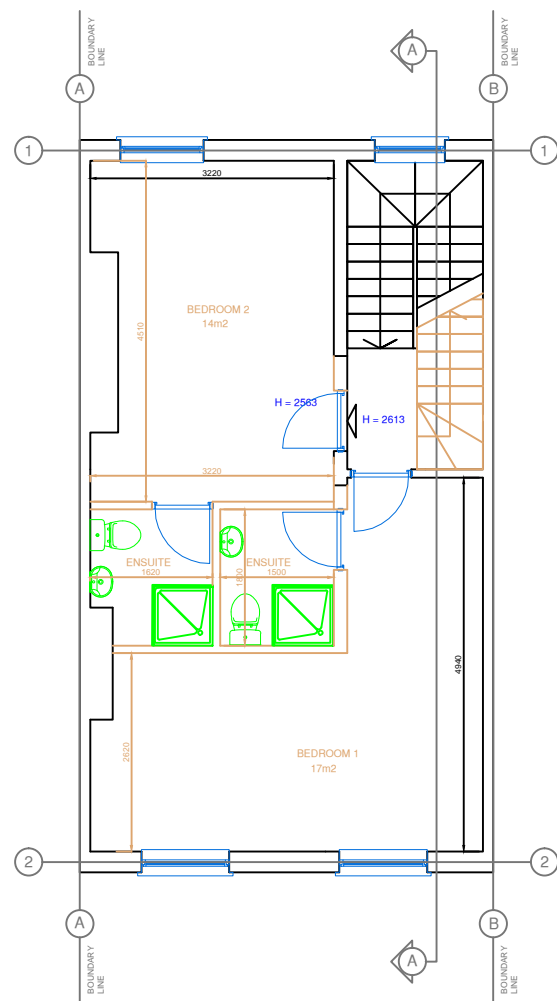 BOUNDARY
LINE
A
BOUNDARY
LINE
A
B
1
1
3220
BEDROOM 2
14m2
4510
H = 2563
H = 2613
3220
ENSUITE
1620
ENSUITE
1500
1800
4940
2620
BEDROOM 1
17m2
2
2
A
B
A
BOUNDARY
LINE
BOUNDARY
LINE